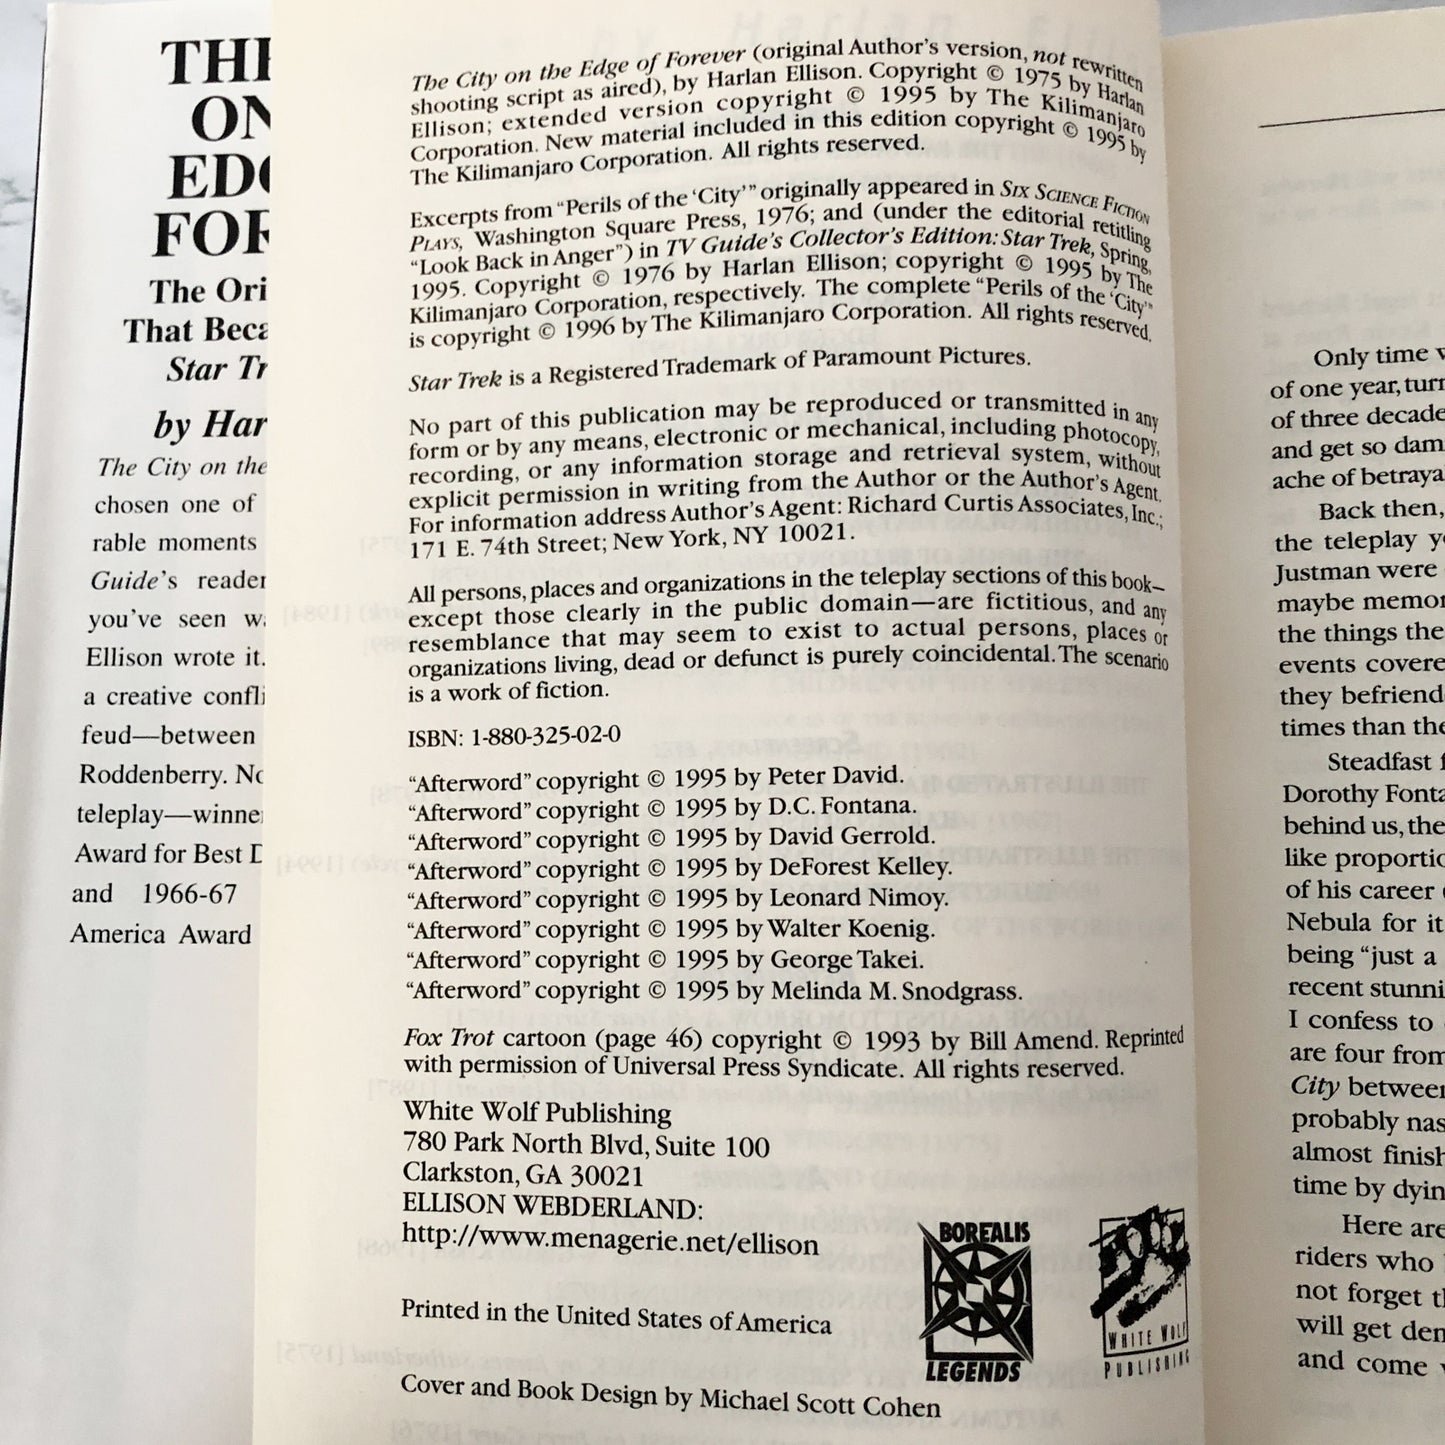 THE
ON
EDG
FOR
The Ori
That Beca
Star Tr
by Har
The City on the
chosen one of
rable moments
Guide's reader
you've seen wa
Ellison wrote it.
a creative confli
feud—between
Roddenberry. No
teleplay—winne
Award for Best D
and 1966-67
America Award
The City on the Edge of Forever (original Author's version, not rewritten
shooting script as aired), by Harlan Ellison. Copyright © 1975 by Harlan
Ellison; extended version copyright © 1995 by The Kilimanjaro
Corporation. New material included in this edition copyright © 1995 by
The Kilimanjaro Corporation. All rights reserved.
Excerpts from "Perils of the 'City'" originally appeared in SIX SCIENCE FICTION
PLAYS, Washington Square Press, 1976; and (under the editorial retitling
"Look Back in Anger") in TV Guide's Collector's Edition: Star Trek, Spring,
1995. Copyright © 1976 by Harlan Ellison; copyright © 1995 by The
Kilimanjaro Corporation, respectively. The complete "Perils of the 'City'"
is copyright © 1996 by The Kilimanjaro Corporation. All rights reserved.
Star Trek is a Registered Trademark of Paramount Pictures.
No part of this publication may be reproduced or transmitted in any
form or by any means, electronic or mechanical, including photocopy,
recording, or any information storage and retrieval system, without
explicit permission in writing from the Author or the Author's Agent.
For information address Author's Agent: Richard Curtis Associates, Inc.;
171 E. 74th Street; New York, NY 10021.
All persons, places and organizations in the teleplay sections of this book—
except those clearly in the public domain—are fictitious, and any
resemblance that may seem to exist to actual persons, places or
organizations living, dead or defunct is purely coincidental. The scenario
is a work of fiction.
ISBN: 1-880-325-02-0
"Afterword" copyright © 1995 by Peter David.
"Afterword" copyright © 1995 by D.C. Fontana.
"Afterword" copyright © 1995 by David Gerrold.
"Afterword" copyright © 1995 by DeForest Kelley.
"Afterword" copyright © 1995 by Leonard Nimoy.
"Afterword" copyright © 1995 by Walter Koenig.
"Afterword" copyright © 1995 by George Takei.
"Afterword" copyright © 1995 by Melinda M. Snodgrass.
Fox Trot cartoon (page 46) copyright © 1993 by Bill Amend. Reprinted
with permission of Universal Press Syndicate. All rights reserved.
White Wolf Publishing
780 Park North Blvd, Suite 100
Clarkston, GA 30021
ELLISON WEBDERLAND:
http://www.menagerie.net/ellison
Printed in the United States of America
Cover and Book Design by Michael Scott Cohen
BOREALIS
LEGENDS
WHITE WOLF
PUBLISHING
Only time w
of one year, turn
of three decade
and get so dam
ache of betraya
Back then,
the teleplay yo
Justman were
maybe memor
the things the
events covere
they befriend
times than the
Steadfast f
Dorothy Fonta
behind us, the
like proportio
of his career
Nebula for it
being "just a
recent stunni
I confess to
are four from
City between
probably nas
almost finish
time by dyin
Here are
riders who
not forget th
will get den
and come w